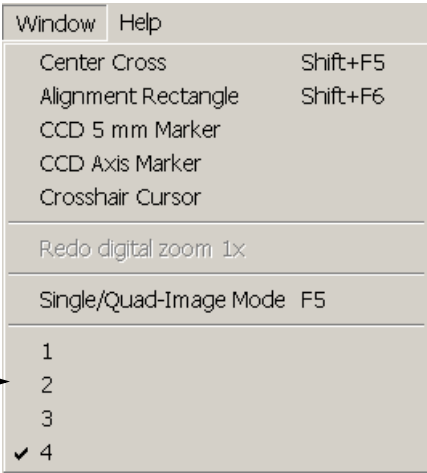 Window Help
Center Cross Shift+F5
Alignment Rectangle Shift+F6
CCD 5 mm Marker
CCD Axis Marker
Crosshair Cursor
Redo digital zoom 1x
Single/Quad-Image Mode F5
1
2
3
✓ 4